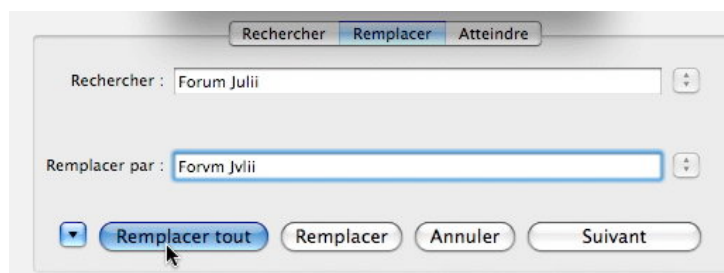 Rechercher Remplacer Atteindre
Rechercher : Forum Julii
Remplacer par : Forvm Jvlii
Remplacer tout Remplacer Annuler Suivant